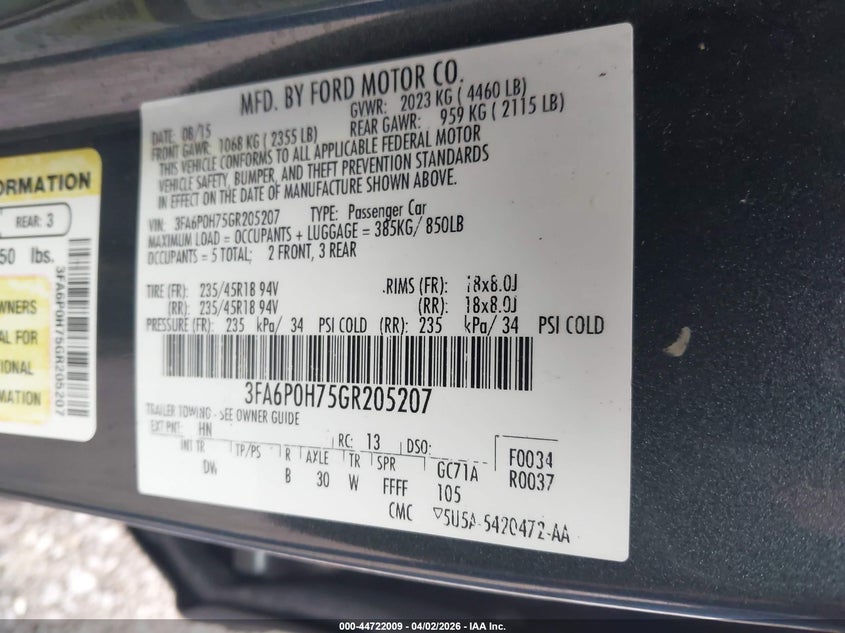 MFD. BY FORD MOTOR CO.
DATE: 08/15
GVWR: 2023 KG ( 4460 LB)
FRONT GAWR: 1068 KG ( 2355 LB)
REAR GAWR: 959 KG ( 2115 LB)
THIS VEHICLE CONFORMS TO ALL APPLICABLE FEDERAL MOTOR
VEHICLE SAFETY, BUMPER, AND THEFT PREVENTION STANDARDS
IN EFFECT ON THE DATE OF MANUFACTURE SHOWN ABOVE.
VIN: 3FA6P0H75GR205207 TYPE: Passenger Car
MAXIMUM LOAD = OCCUPANTS + LUGGAGE = 385KG/ 850LB
OCCUPANTS = 5 TOTAL; 2 FRONT, 3 REAR
TIRE (FR): 235/45R18 94V RIMS (FR): 18x8.0J
(RR): 235/45R18 94V (RR): 18x8.0J
PRESSURE (FR): 235 kPa/ 34 PSI COLD (RR): 235 kPa/ 34 PSI COLD
3FA6P0H75GR205207
TRAILER TOWING - SEE OWNER GUIDE
EXT PNT: HN RC: 13 DSO:
INT TR TP/PS R AXLE TR SPR GC71A F0034
DW B 30 W FFFF 105 R0037
CMC ▽5U5A-5420472-AA
ORMATION
REAR: 3
50 lbs.
WNERS
AL FOR
IONAL
MATION
3FA6P0H75GR205207
000-44722009 - 04/02/2026 - IAA Inc.